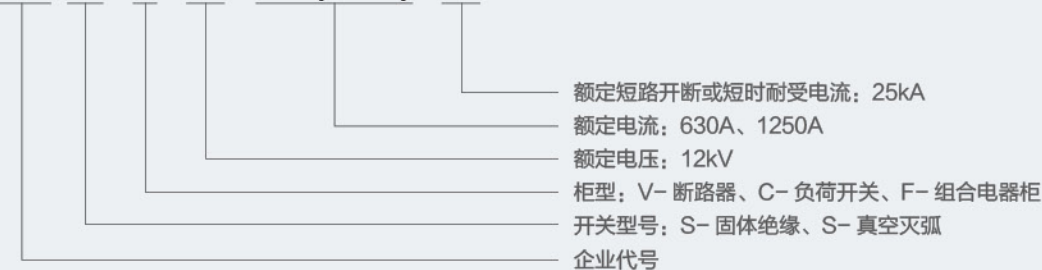 额定短路开断或短时耐受电流：25kA
额定电流：630A、1250A
额定电压：12kV
柜型：V- 断路器、C- 负荷开关、F- 组合电器柜
开关型号：S- 固体绝缘、S- 真空灭弧
企业代号